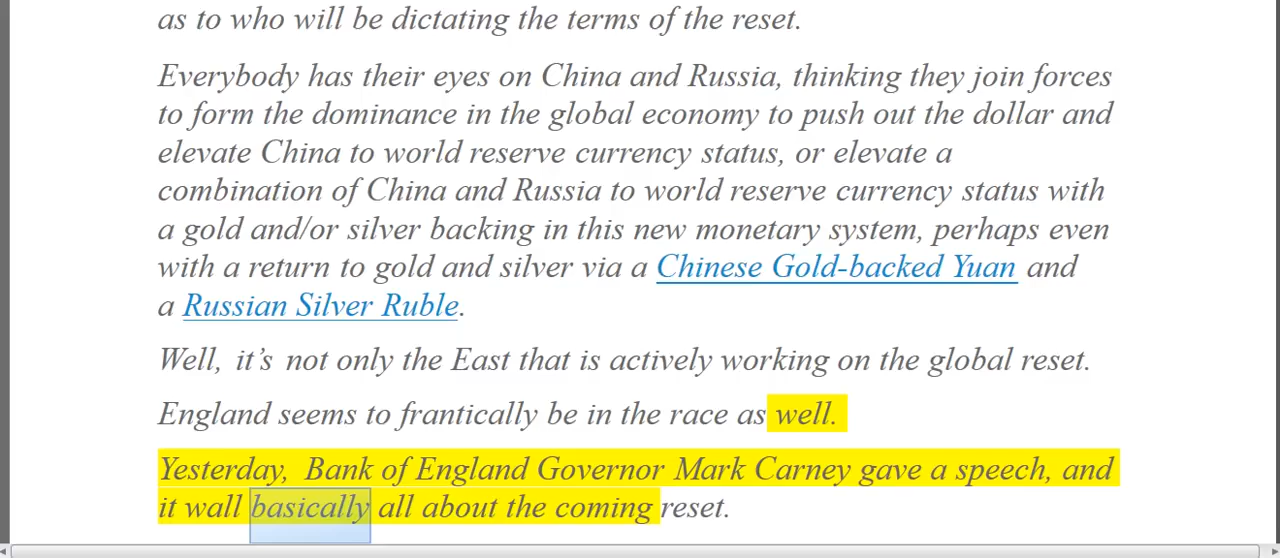 as to who will be dictating the terms of the reset.
Everybody has their eyes on China and Russia, thinking they join forces
to form the dominance in the global economy to push out the dollar and
elevate China to world reserve currency status, or elevate a
combination of China and Russia to world reserve currency status with
a gold and/or silver backing in this new monetary system, perhaps even
with a return to gold and silver via a Chinese Gold-backed Yuan and
a Russian Silver Ruble.
Well, it’s not only the East that is actively working on the global reset.
England seems to frantically be in the race as well.
Yesterday, Bank of England Governor Mark Carney gave a speech, and
it wall basically all about the coming reset.